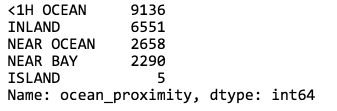 <1H OCEAN     9136
INLAND        6551
NEAR OCEAN    2658
NEAR BAY      2290
ISLAND           5
Name: ocean_proximity, dtype: int64